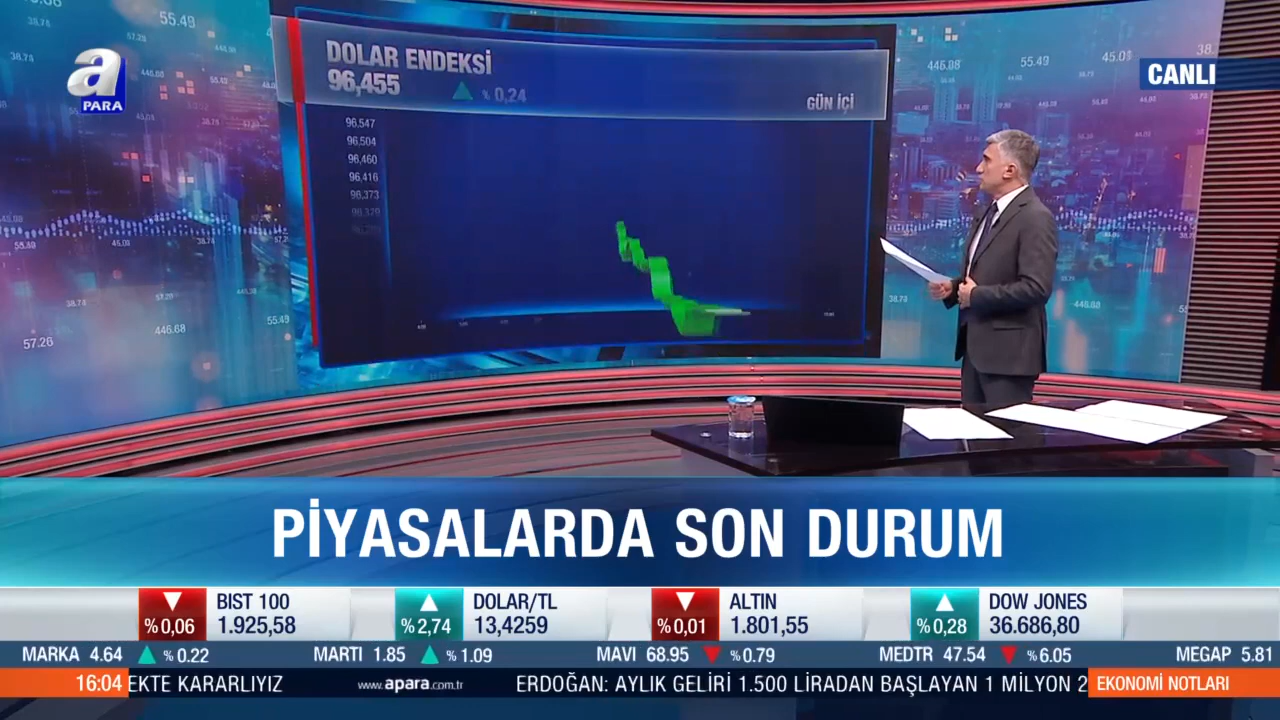 a
PARA
CANLI
DOLAR ENDEKSİ
96,455
% 0,24
GÜN İÇİ
96,547
96,504
96,460
96,416
96,373
96,329
PİYASALARDA SON DURUM
% 0,06 BIST 100 1.925,58
% 2,74 DOLAR/TL 13,4259
% 0,01 ALTIN 1.801,55
% 0,28 DOW JONES 36.686,80
MARKA 4.64 % 0.22 MARTI 1.85 % 1.09 MAVI 68.95 % 0.79 MEDTR 47.54 % 6.05 MEGAP 5.81
16:04 EKTE KARARLIYIZ www.apara.com.tr ERDOĞAN: AYLIK GELİRİ 1.500 LİRADAN BAŞLAYAN 1 MİLYON 2 EKONOMİ NOTLARI